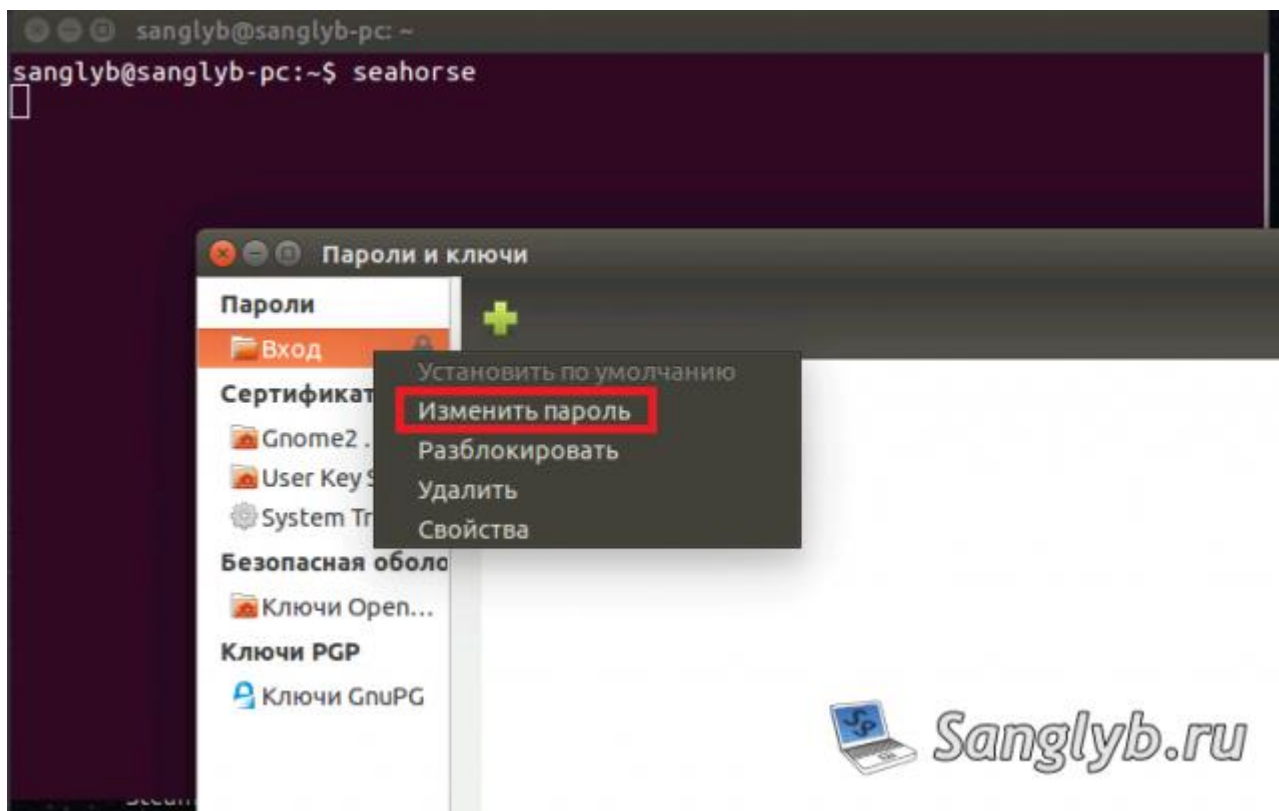 sanglyb@sanglyb-pc: ~
sanglyb@sanglyb-pc:~$ seahorse
Пароли и ключи
Пароли
Вход
Установить по умолчанию
Сертификат
Изменить пароль
Gnome2 .
Разблокировать
User Key S
Удалить
System Tr
Свойства
Безопасная оболо
Ключи Open...
Ключи PGP
Ключи GnuPG
Sanglyb.ru